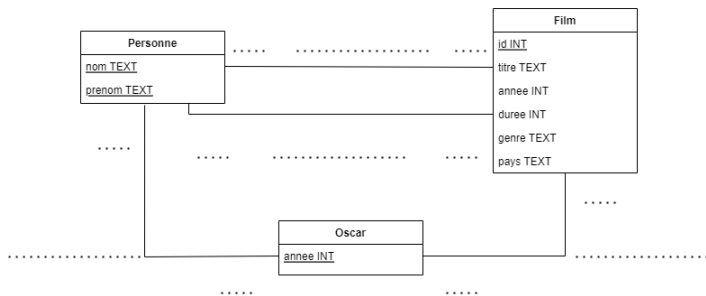 Personne
nom TEXT
prenom TEXT
Film
id INT
titre TEXT
annee INT
duree INT
genre TEXT
pays TEXT
Oscar
annee INT